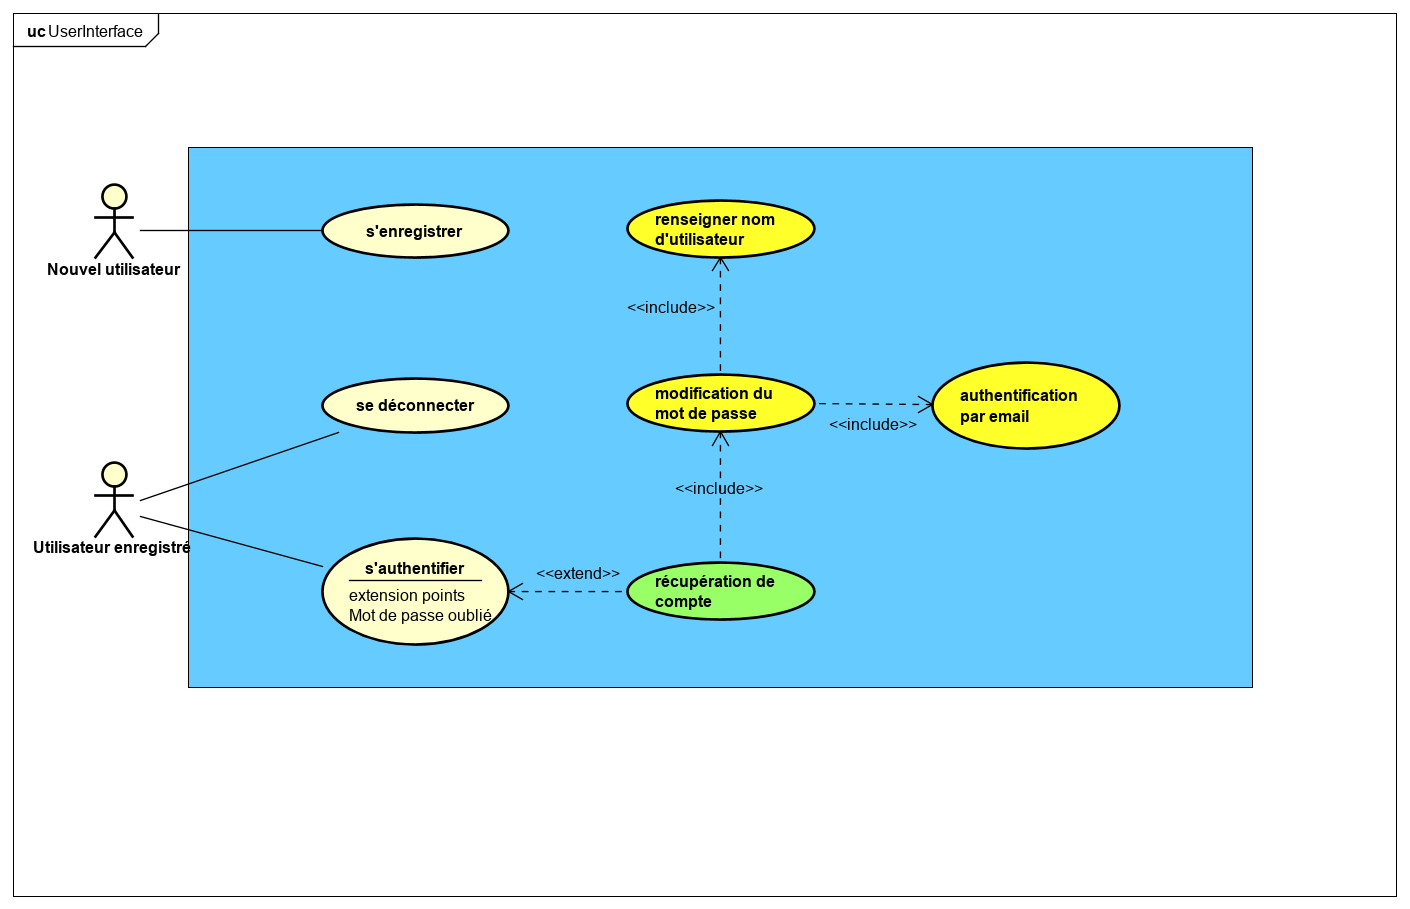 uc UserInterface
Nouvel utilisateur
s'enregistrer
renseigner nom
d'utilisateur
<<include>>
se déconnecter
modification du
mot de passe
<<include>>
authentification
par email
<<include>>
Utilisateur enregistré
s'authentifier
extension points
Mot de passe oublié
<<extend>>
récupération de
compte